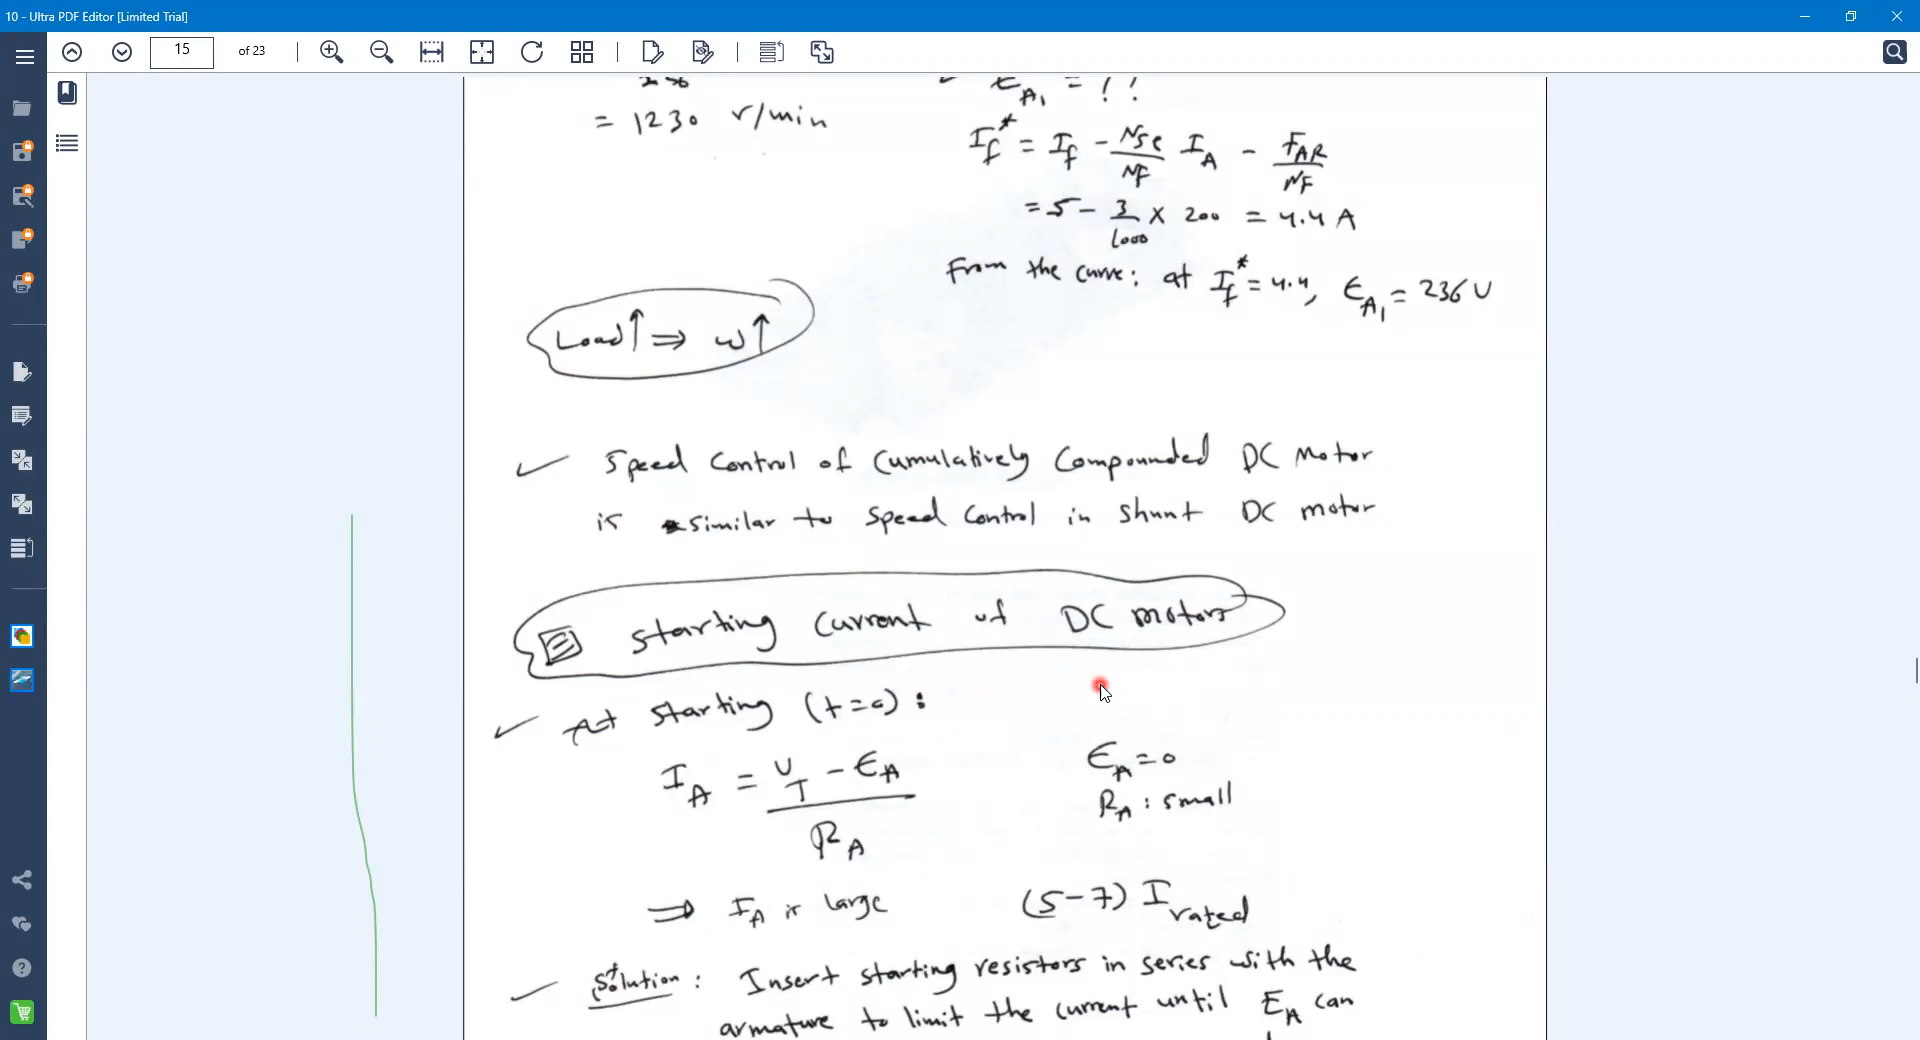 10 - Ultra PDF Editor [Limited Trial]
15 of 23
= 1230 r/min
E_A1 = ??
I_f* = I_f - N_SE/N_F I_A - F_AR/N_F
= 5 - 3/1000 x 200 = 4.4 A
From the curve: at I_f* = 4.4, E_A1 = 236 V
Load ↑ ⇒ ω ↑
✓ Speed Control of Cumulatively Compounded DC Motor
is similar to Speed Control in shunt DC motor
starting current of DC motors
✓ At starting (t=0):
I_A = (V_T - E_A)/R_A
E_A = 0
R_A : small
⇒ I_A is large (5-7) I_rated
✓ Solution: Insert starting resistors in series with the
armature to limit the current until E_A can